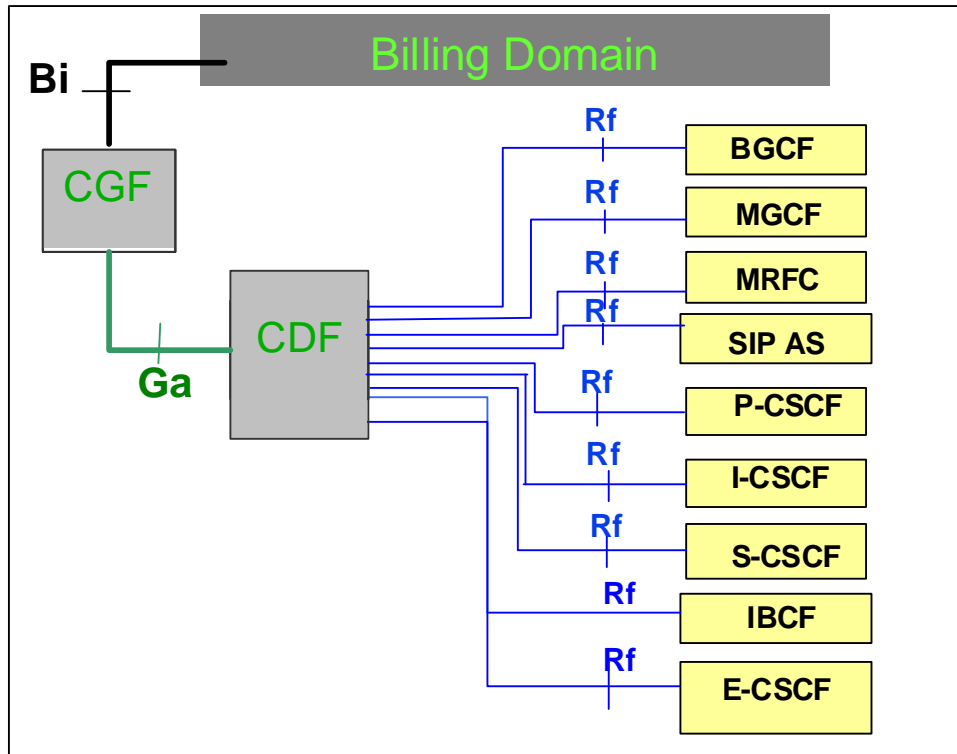 Billing Domain
Bi
CGF
Ga
CDF
Rf
BGCF
Rf
MGCF
Rf
MRFC
Rf
SIP AS
Rf
P-CSCF
Rf
I-CSCF
Rf
S-CSCF
Rf
IBCF
Rf
E-CSCF